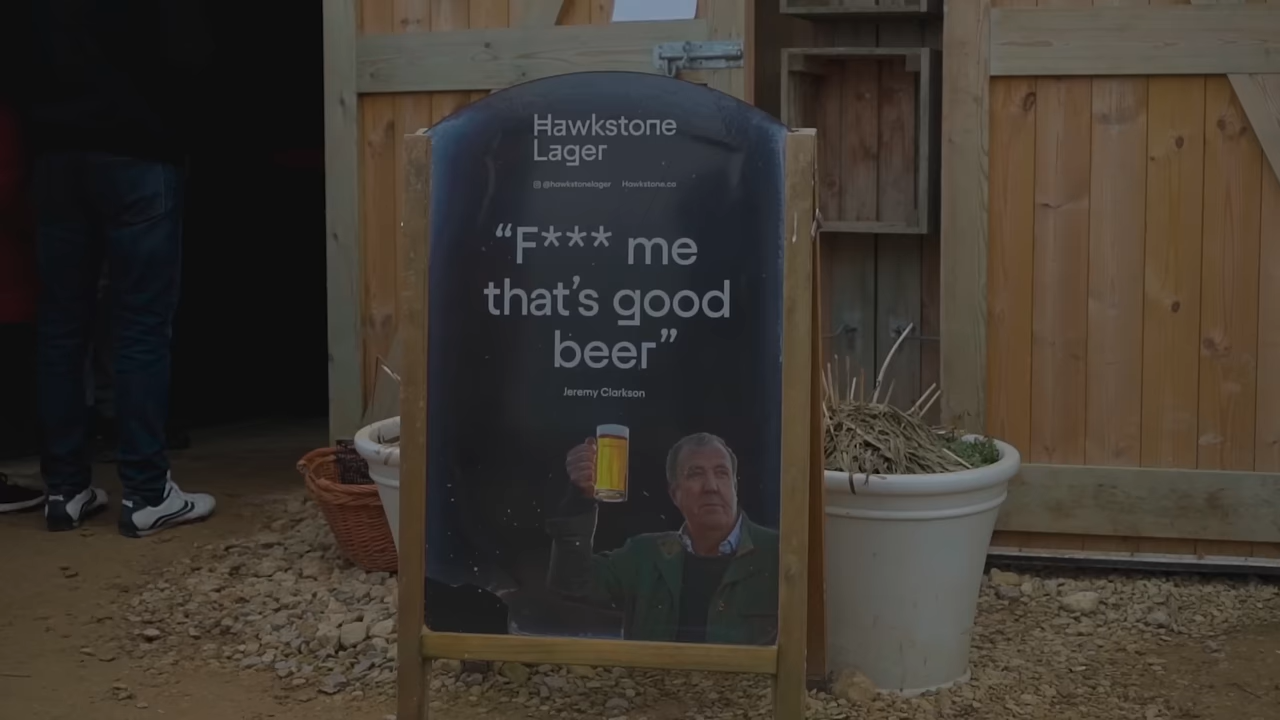 Hawkstone
Lager
@hawkstonelager Hawkstone.co
“F*** me
that’s good
beer”
Jeremy Clarkson